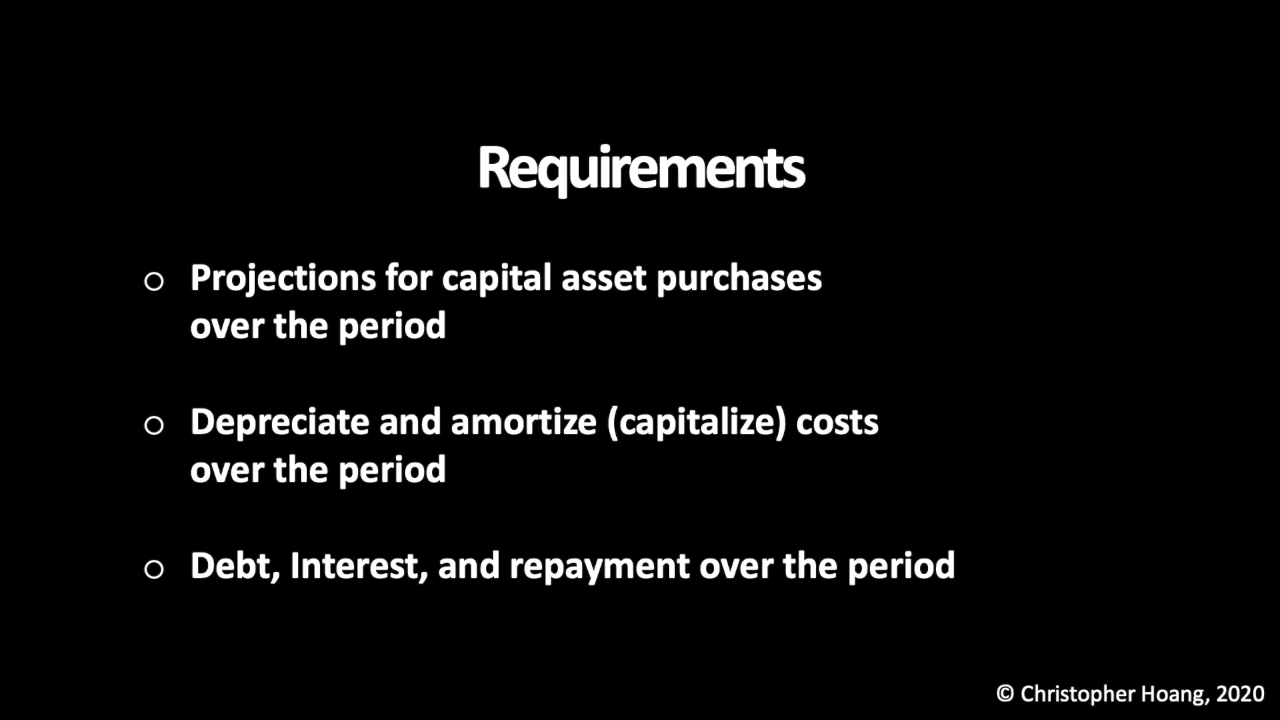 Requirements
○ Projections for capital asset purchases
over the period
○ Depreciate and amortize (capitalize) costs
over the period
○ Debt, Interest, and repayment over the period
© Christopher Hoang, 2020